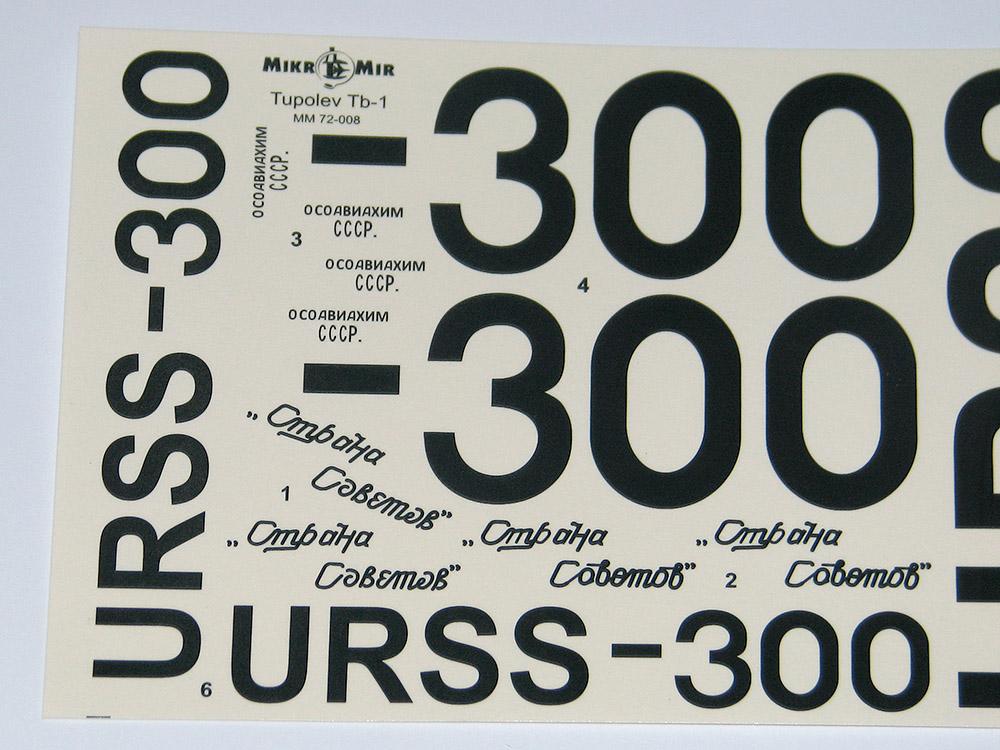 URSS-300
MIKRO MIR
Tupolev Tb-1
MM 72-008
ОСОАВИАХИМ
СССР.
-300
ОСОАВИАХИМ
СССР.
3
ОСОАВИАХИМ
СССР.
4
ОСОАВИАХИМ
СССР.
-300
„Страна
Советов”
1
„Страна
Советов”
„Страна
Советов”
2
„Страна
Советов”
6
URSS-300